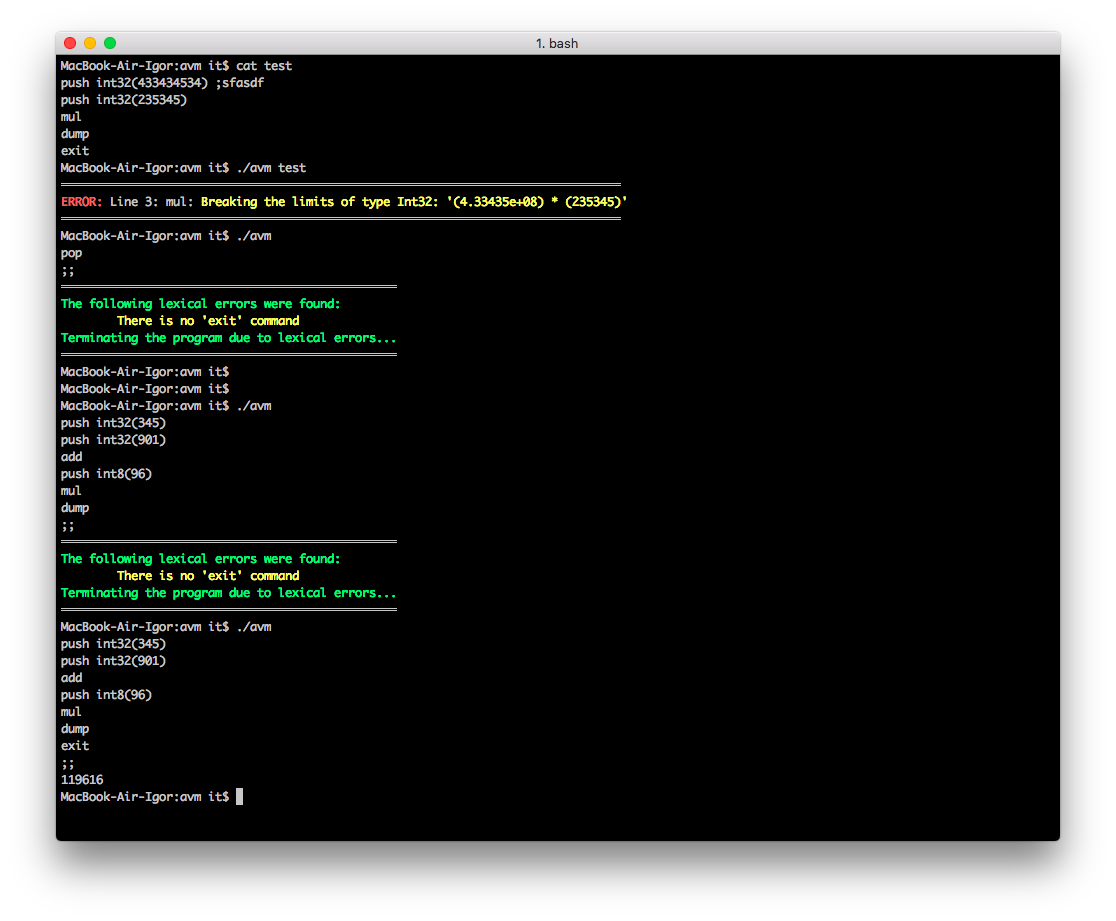 1. bash
MacBook-Air-Igor:avm it$ cat test
push int32(433434534) ;sfasdf
push int32(235345)
mul
dump
exit
MacBook-Air-Igor:avm it$ ./avm test
ERROR: Line 3: mul: Breaking the limits of type Int32: '(4.33435e+08) * (235345)'
MacBook-Air-Igor:avm it$ ./avm
pop
;;
The following lexical errors were found:
There is no 'exit' command
Terminating the program due to lexical errors...
MacBook-Air-Igor:avm it$
MacBook-Air-Igor:avm it$
MacBook-Air-Igor:avm it$ ./avm
push int32(345)
push int32(901)
add
push int8(96)
mul
dump
;;
The following lexical errors were found:
There is no 'exit' command
Terminating the program due to lexical errors...
MacBook-Air-Igor:avm it$ ./avm
push int32(345)
push int32(901)
add
push int8(96)
mul
dump
exit
;;
119616
MacBook-Air-Igor:avm it$